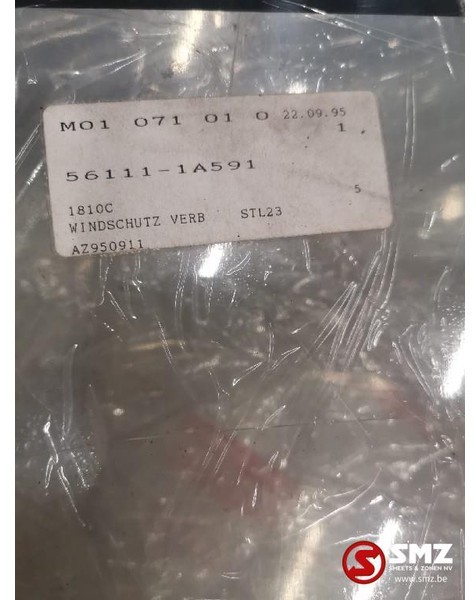 M01 071 01 0 22.09.95
1
56111-1A591
5
1810C
WINDSCHUTZ VERB STL23
AZ950911
SMZ
SMEETS & ZONEN NV
www.smz.be